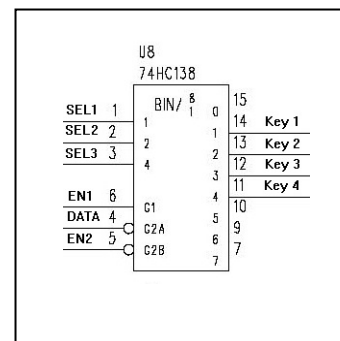 U8
74HC138
BIN/ 8
1
SEL1 1 1 0 15
SEL2 2 2 1 14 Key 1
SEL3 3 4 2 13 Key 2
3 12 Key 3
4 11 Key 4
EN1 6 G1 5 10
DATA 4 G2A 6 9
EN2 5 G2B 7 7